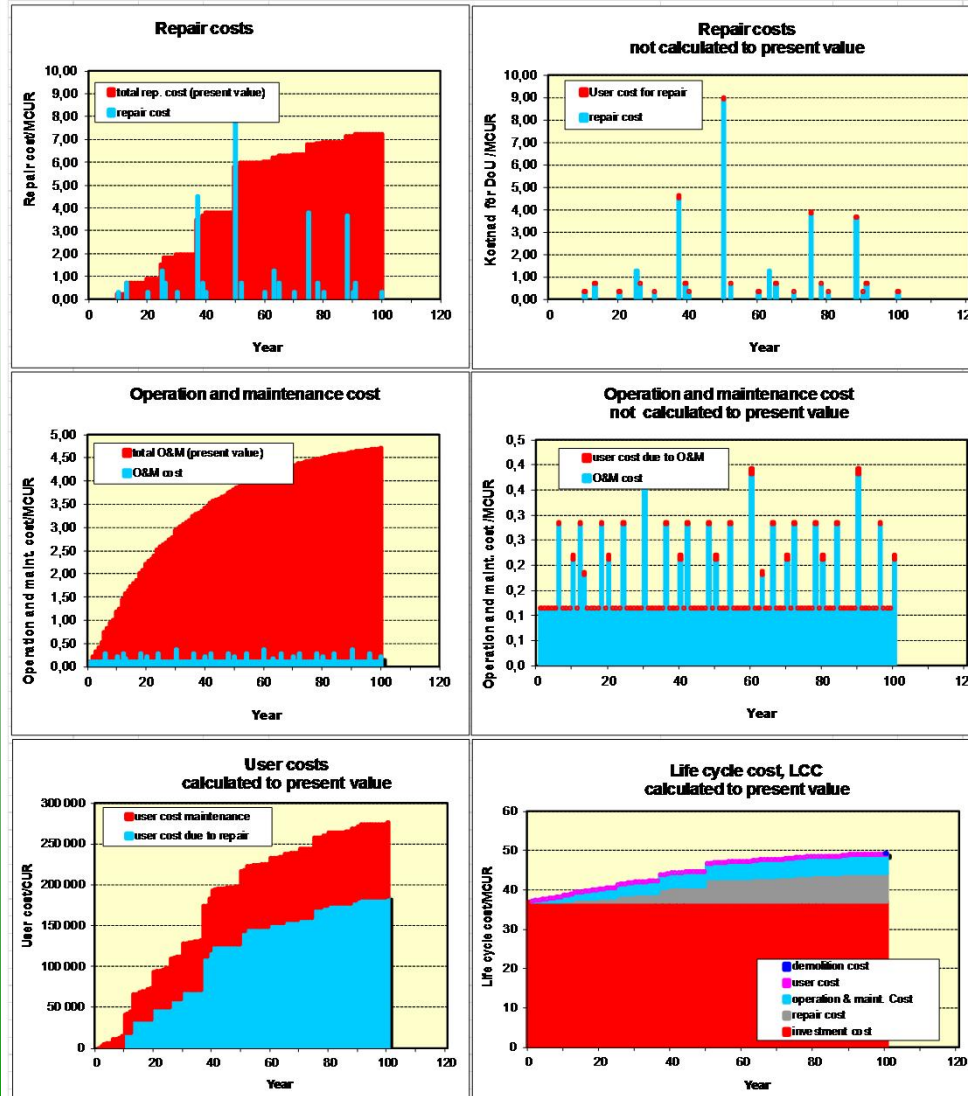 Repair costs
10,00
9,00
8,00
7,00
6,00
5,00
4,00
3,00
2,00
1,00
0,00
Repair cost/MCUR
total rep. cost (present value)
repair cost
0 20 40 60 80 100 120
Year
Repair costs
not calculated to present value
10,00
9,00
8,00
7,00
6,00
5,00
4,00
3,00
2,00
1,00
0,00
Kostnad för DoU /MCUR
User cost for repair
repair cost
0 20 40 60 80 100 120
Year
Operation and maintenance cost
5,00
4,50
4,00
3,50
3,00
2,50
2,00
1,50
1,00
0,50
0,00
Operation and maint. cost/MCUR
total O&M (present value)
O&M cost
0 20 40 60 80 100 120
Year
Operation and maintenance cost
not calculated to present value
0,5
0,4
0,4
0,3
0,3
0,2
0,2
0,1
0,1
0,0
Operation and maint. cost /MCUR
user cost due to O&M
O&M cost
0 20 40 60 80 100 120
Year
User costs
calculated to present value
300 000
250 000
200 000
150 000
100 000
50 000
0
User cost/CUR
user cost maintenance
user cost due to repair
0 20 40 60 80 100 120
Year
Life cycle cost, LCC
calculated to present value
60
50
40
30
20
10
0
Life cycle cost/MCUR
demolition cost
user cost
operation & maint. Cost
repair cost
investment cost
0 20 40 60 80 100 120
Year